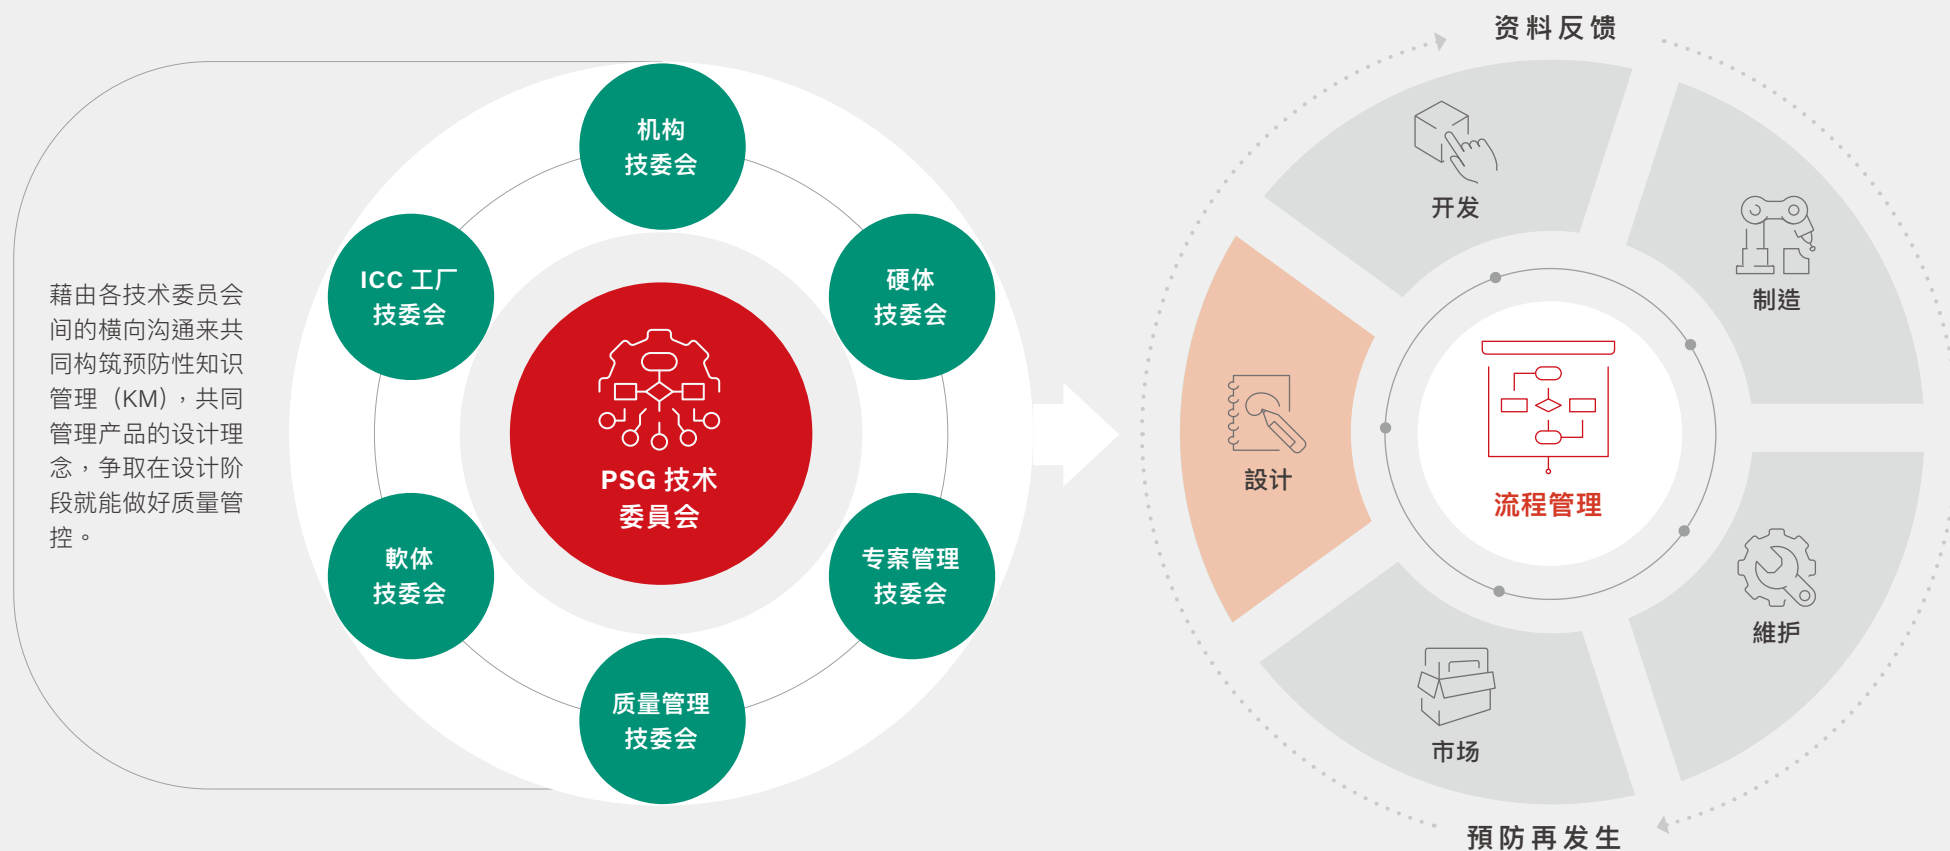 藉由各技术委员会
间的横向沟通来共
同构筑预防性知识
管理（KM），共同
管理产品的设计理
念，争取在设计阶
段就能做好质量管
控。
机构
技委会
ICC 工厂
技委会
硬体
技委会
PSG 技术
委員会
軟体
技委会
专案管理
技委会
质量管理
技委会
资料反馈
开发
制造
設计
流程管理
維护
市场
預防再发生